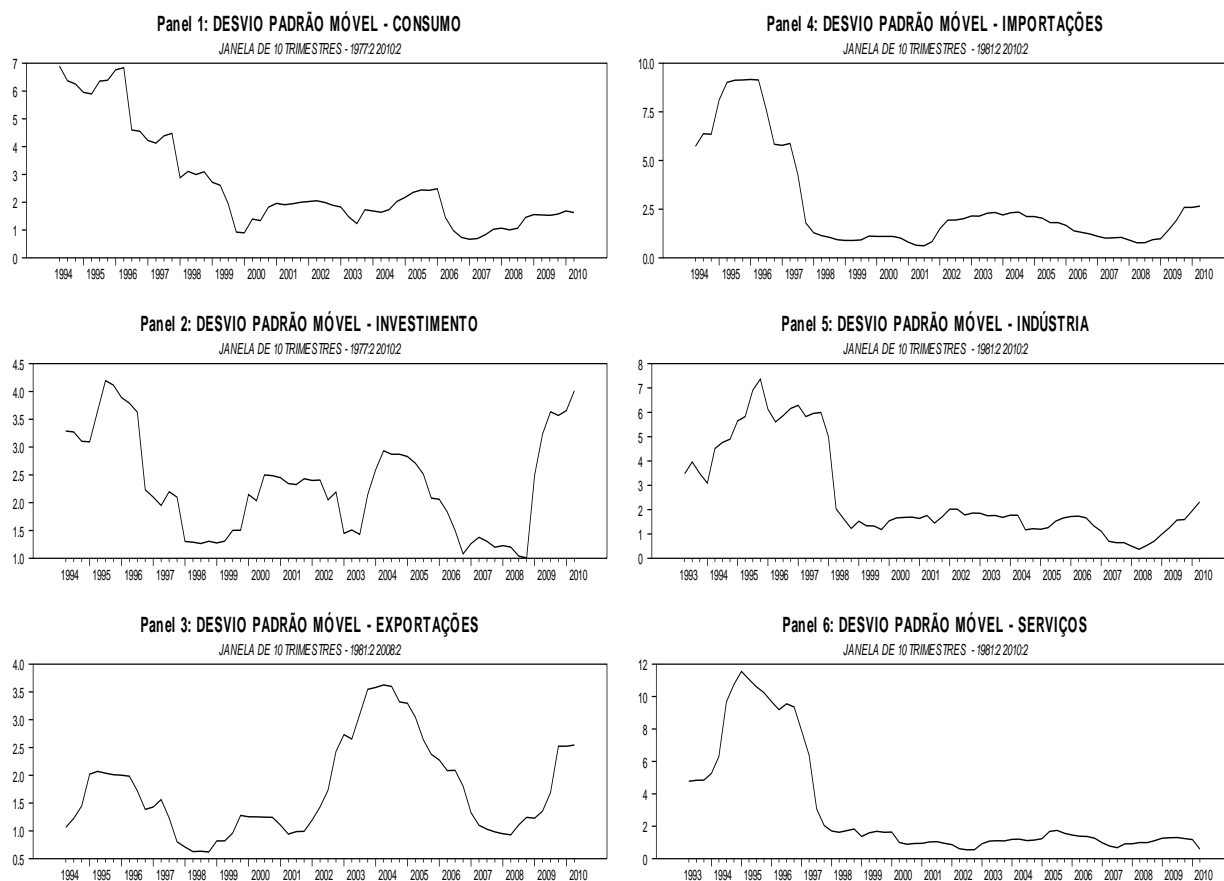 Panel 1: DESVIO PADRÃO MÓVEL - CONSUMO
JANELA DE 10 TRIMESTRES - 1977:2 2010:2
7
6
5
4
3
2
1
0
1994 1995 1996 1997 1998 1999 2000 2001 2002 2003 2004 2005 2006 2007 2008 2009 2010
Panel 2: DESVIO PADRÃO MÓVEL - INVESTIMENTO
JANELA DE 10 TRIMESTRES - 1977:2 2010:2
4.5
4.0
3.5
3.0
2.5
2.0
1.5
1.0
1994 1995 1996 1997 1998 1999 2000 2001 2002 2003 2004 2005 2006 2007 2008 2009 2010
Panel 3: DESVIO PADRÃO MÓVEL - EXPORTAÇÕES
JANELA DE 10 TRIMESTRES - 1981:2 2008:2
4.0
3.5
3.0
2.5
2.0
1.5
1.0
0.5
1994 1995 1996 1997 1998 1999 2000 2001 2002 2003 2004 2005 2006 2007 2008 2009 2010
Panel 4: DESVIO PADRÃO MÓVEL - IMPORTAÇÕES
JANELA DE 10 TRIMESTRES - 1981:2 2010:2
10.0
7.5
5.0
2.5
0.0
1994 1995 1996 1997 1998 1999 2000 2001 2002 2003 2004 2005 2006 2007 2008 2009 2010
Panel 5: DESVIO PADRÃO MÓVEL - INDÚSTRIA
JANELA DE 10 TRIMESTRES - 1981:2 2010:2
8
7
6
5
4
3
2
1
0
1993 1994 1995 1996 1997 1998 1999 2000 2001 2002 2003 2004 2005 2006 2007 2008 2009 2010
Panel 6: DESVIO PADRÃO MÓVEL - SERVIÇOS
JANELA DE 10 TRIMESTRES - 1981:2 2010:2
12
10
8
6
4
2
0
1993 1994 1995 1996 1997 1998 1999 2000 2001 2002 2003 2004 2005 2006 2007 2008 2009 2010